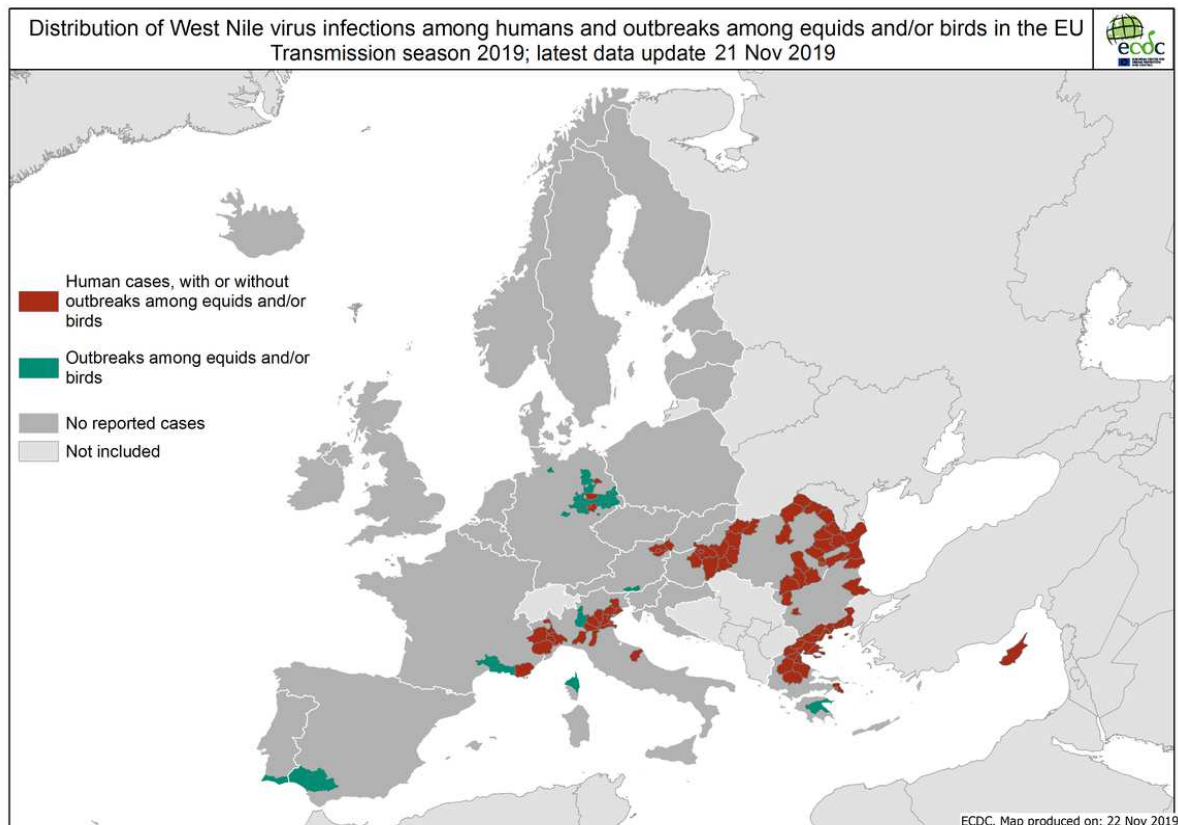 Distribution of West Nile virus infections among humans and outbreaks among equids and/or birds in the EU
Transmission season 2019; latest data update 21 Nov 2019
ecdc
Human cases, with or without
outbreaks among equids and/or
birds
Outbreaks among equids and/or
birds
No reported cases
Not included
ECDC. Map produced on: 22 Nov 2019